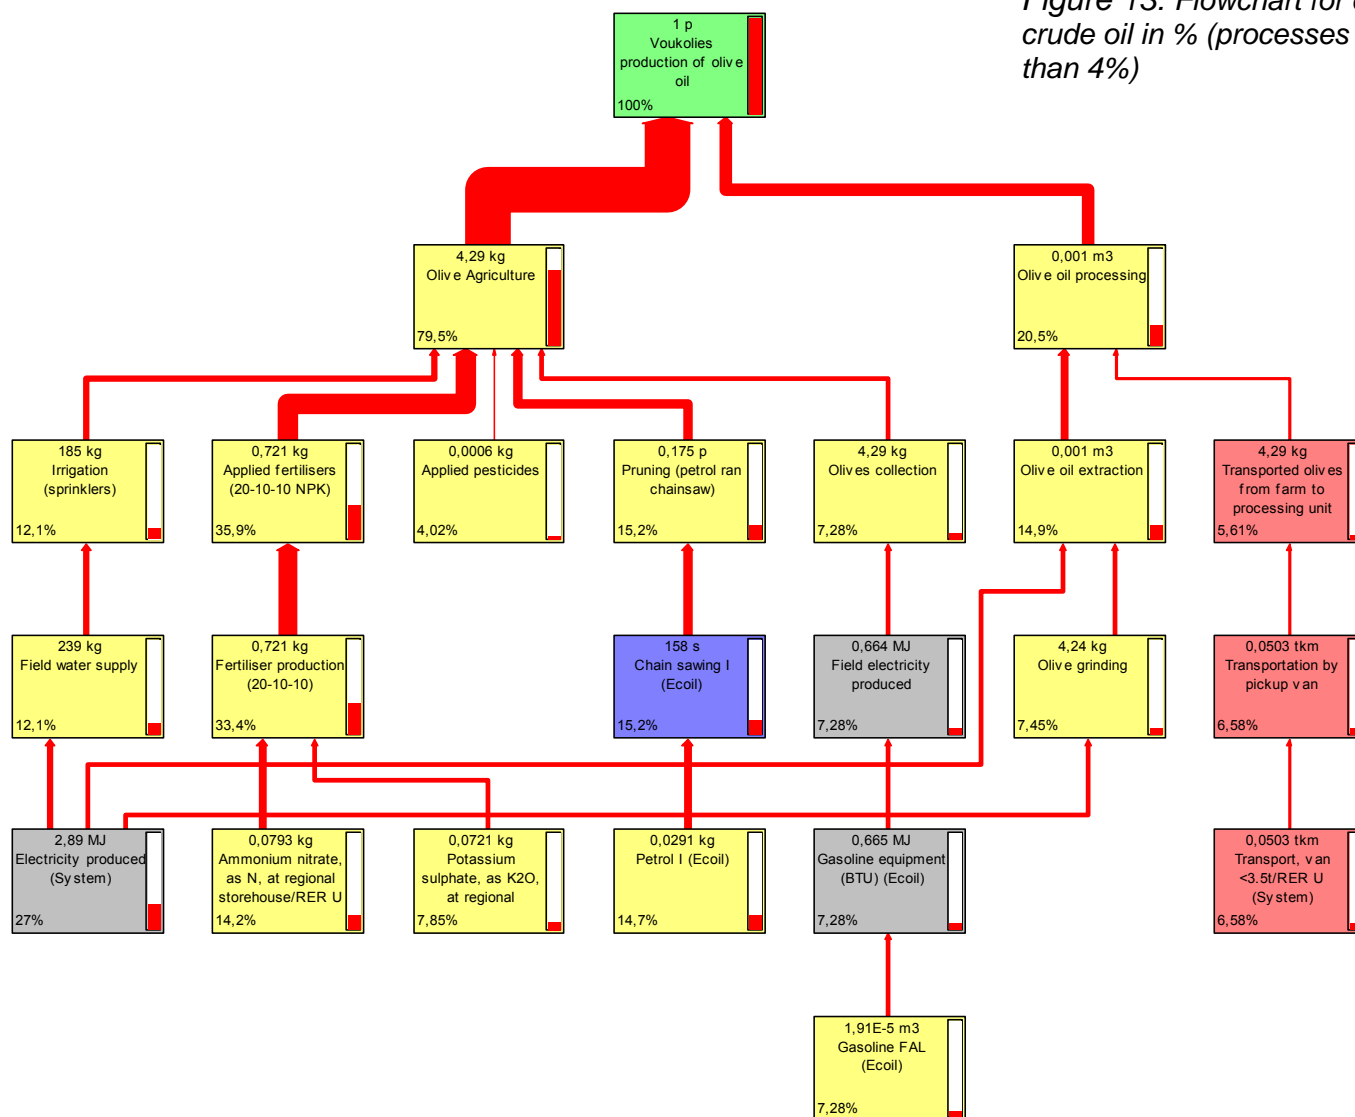 Figure 13: Flowchart for
crude oil in % (processes
than 4%)
1 p
Voukolies
production of olive
oil
100%
4,29 kg
Olive Agriculture
79,5%
0,001 m3
Olive oil processing
20,5%
185 kg
Irrigation
(sprinklers)
12,1%
0,721 kg
Applied fertilisers
(20-10-10 NPK)
35,9%
0,0006 kg
Applied pesticides
4,02%
0,175 p
Pruning (petrol ran
chainsaw)
15,2%
4,29 kg
Olives collection
7,28%
0,001 m3
Olive oil extraction
14,9%
4,29 kg
Transported olives
from farm to
processing unit
5,61%
239 kg
Field water supply
12,1%
0,721 kg
Fertiliser production
(20-10-10)
33,4%
158 s
Chain sawing I
(Ecoil)
15,2%
0,664 MJ
Field electricity
produced
7,28%
4,24 kg
Olive grinding
7,45%
0,0503 tkm
Transportation by
pickup van
6,58%
2,89 MJ
Electricity produced
(System)
27%
0,0793 kg
Ammonium nitrate,
as N, at regional
storehouse/RER U
14,2%
0,0721 kg
Potassium
sulphate, as K2O,
at regional
7,85%
0,0291 kg
Petrol I (Ecoil)
14,7%
0,665 MJ
Gasoline equipment
(BTU) (Ecoil)
7,28%
0,0503 tkm
Transport, van
<3.5t/RER U
(System)
6,58%
1,91E-5 m3
Gasoline FAL
(Ecoil)
7,28%